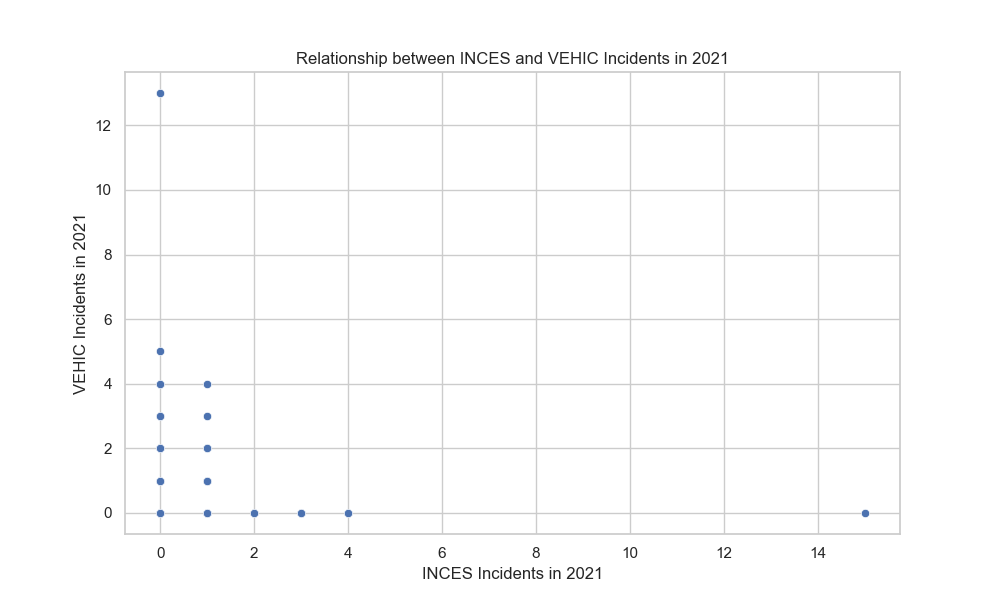 Relationship between INCES and VEHIC Incidents in 2021
12
10
8
6
4
2
0
VEHIC Incidents in 2021
0 2 4 6 8 10 12 14
INCES Incidents in 2021